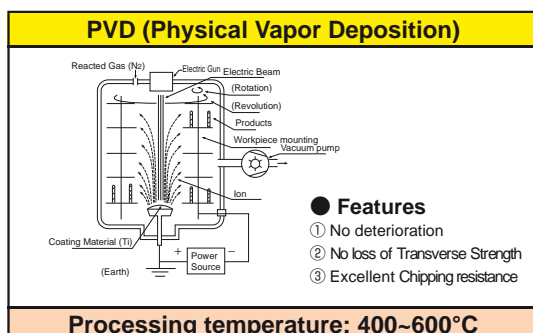 PVD (Physical Vapor Deposition)
Reacted Gas (N2)
Electric Gun
Electric Beam
(Rotation)
(Revolution)
Products
Workpiece mounting
Vacuum pump
Ion
Coating Material (Ti)
+
−
Power
Source
(Earth)
● Features
① No deterioration
② No loss of Transverse Strength
③ Excellent Chipping resistance
Processing temperature: 400~600°C